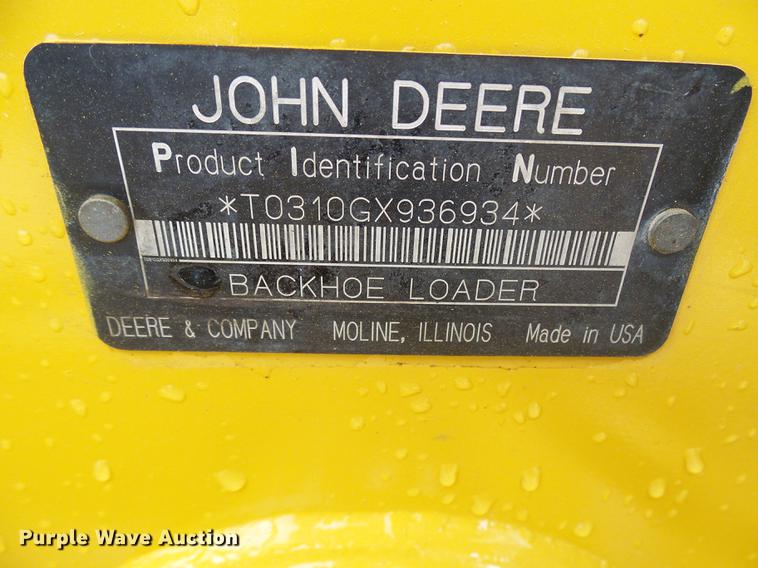 JOHN DEERE
Product Identification Number
*T0310GX936934*
BACKHOE LOADER
DEERE & COMPANY MOLINE, ILLINOIS Made in USA
Purple Wave Auction